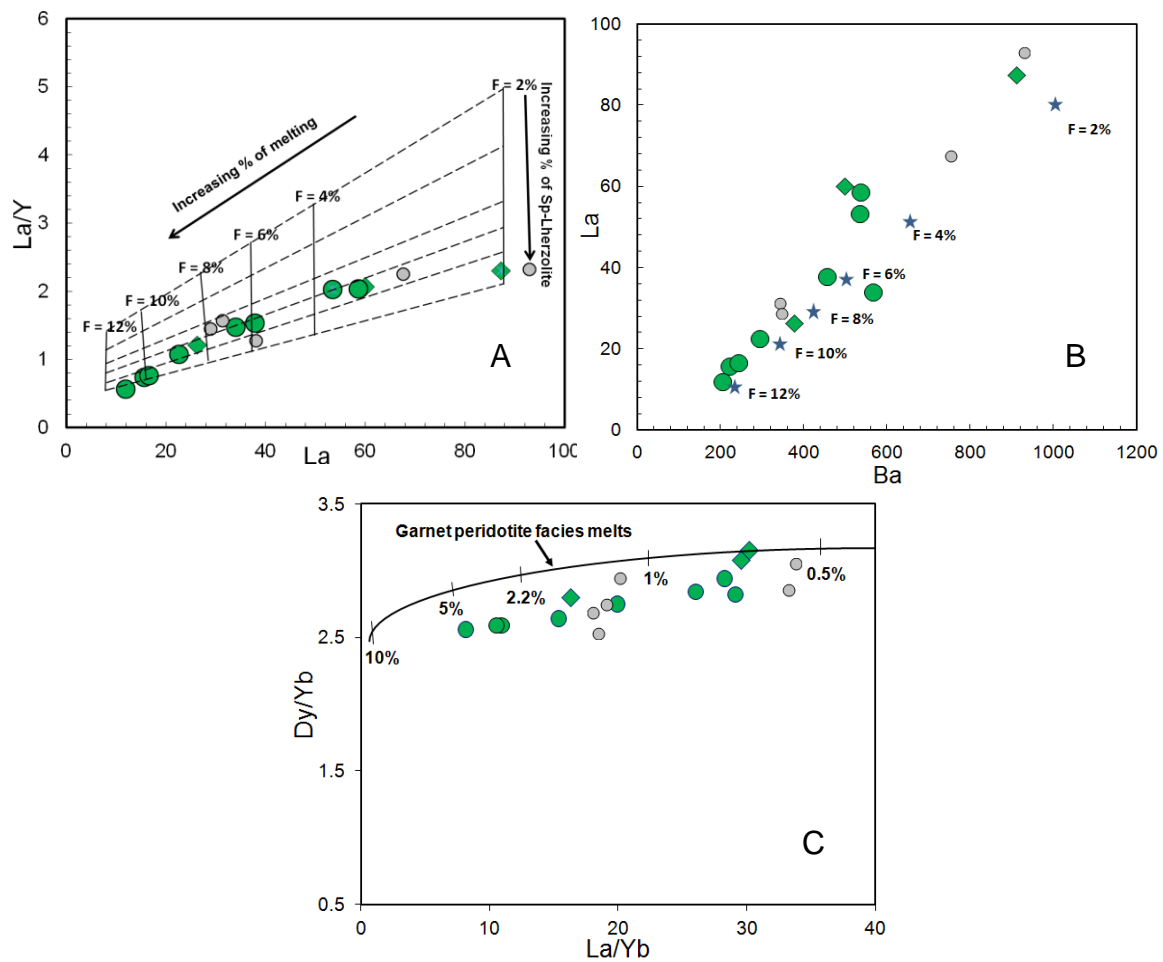 6
5
4
3
2
1
0
La/Y
0
20
40
60
80
100
La
Increasing % of melting
Increasing % of Sp-Lherzolite
F = 2%
F = 4%
F = 6%
F = 8%
F = 10%
F = 12%
A
100
80
60
40
20
0
La
0
200
400
600
800
1000
1200
Ba
F = 2%
F = 4%
F = 6%
F = 8%
F = 10%
F = 12%
B
3.5
2.5
1.5
0.5
Dy/Yb
0
10
20
30
40
La/Yb
Garnet peridotite facies melts
10%
5%
2.2%
1%
0.5%
C